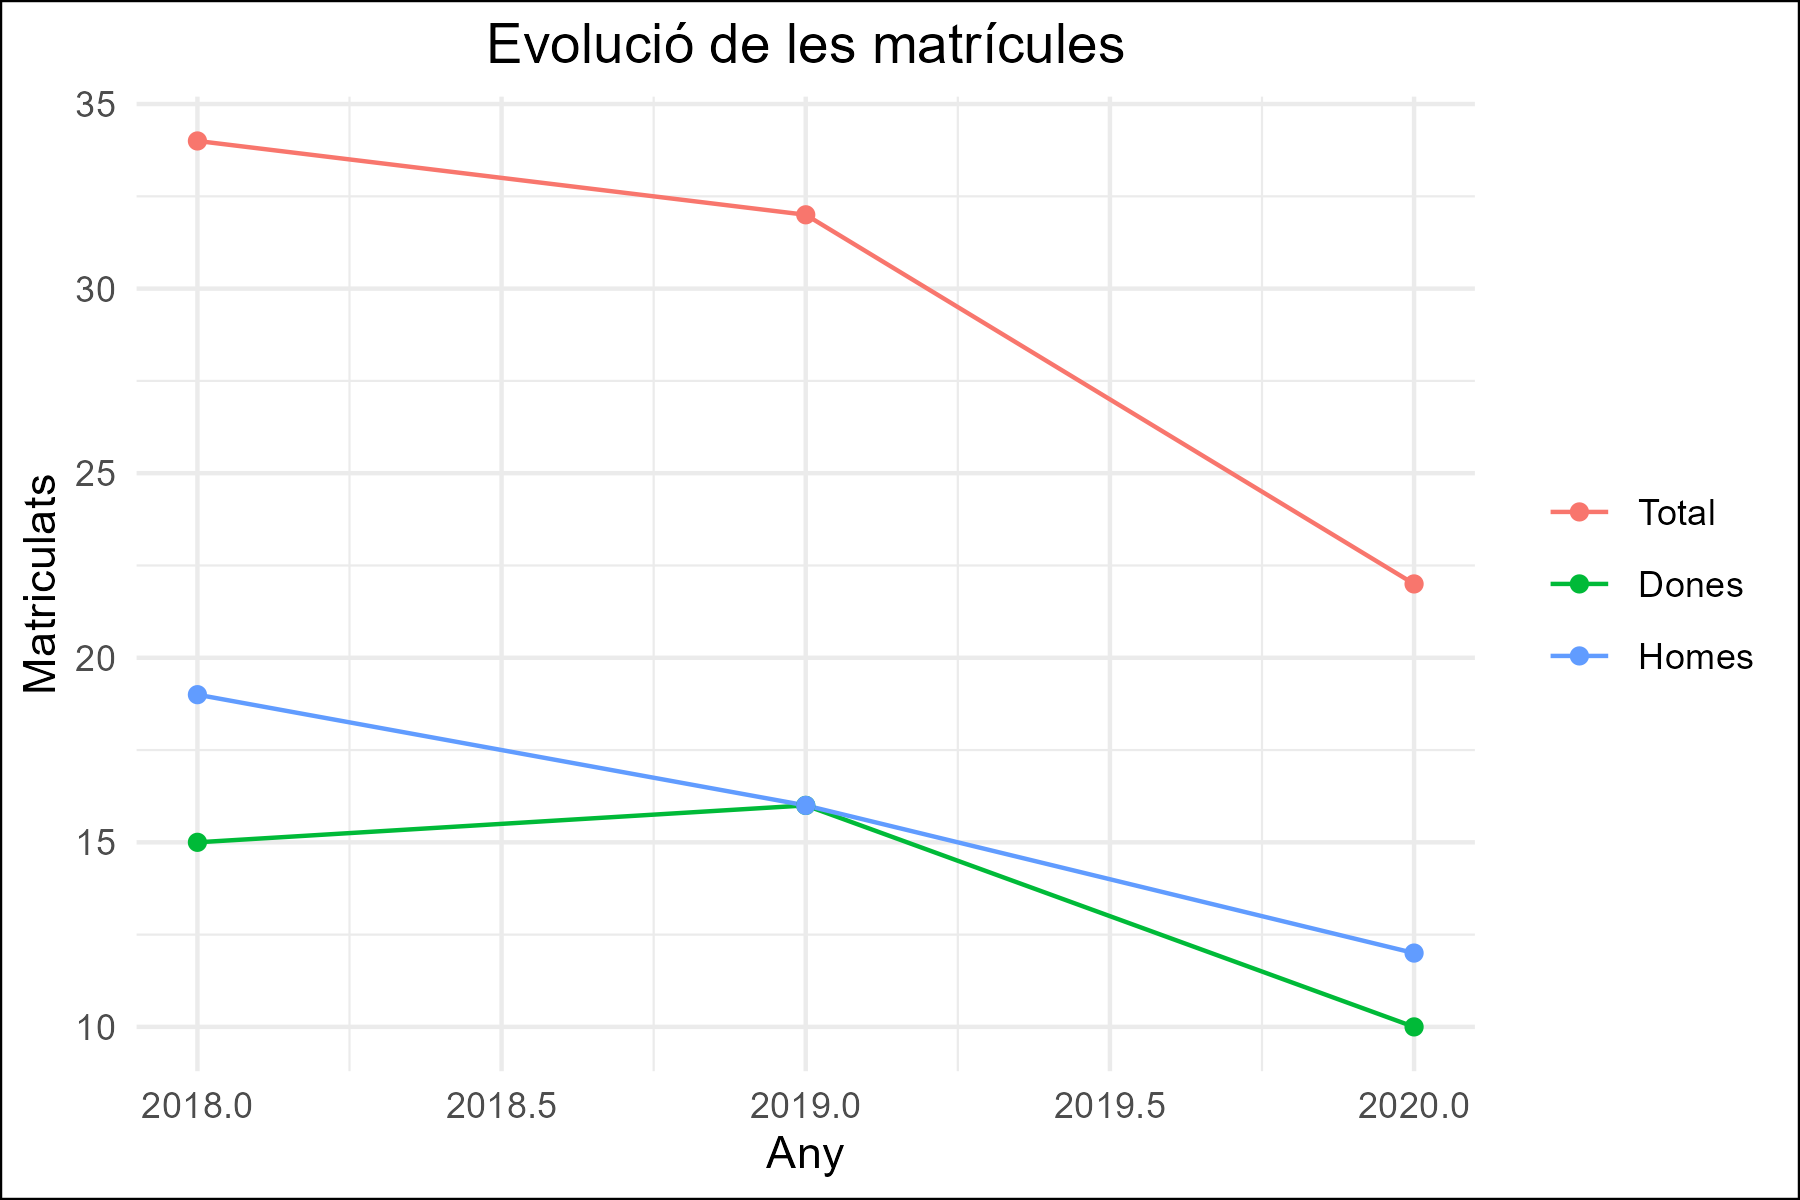 Evolució de les matrícules
35
30
25
20
15
10
Matriculats
2018.0 2018.5 2019.0 2019.5 2020.0
Any
Total
Dones
Homes